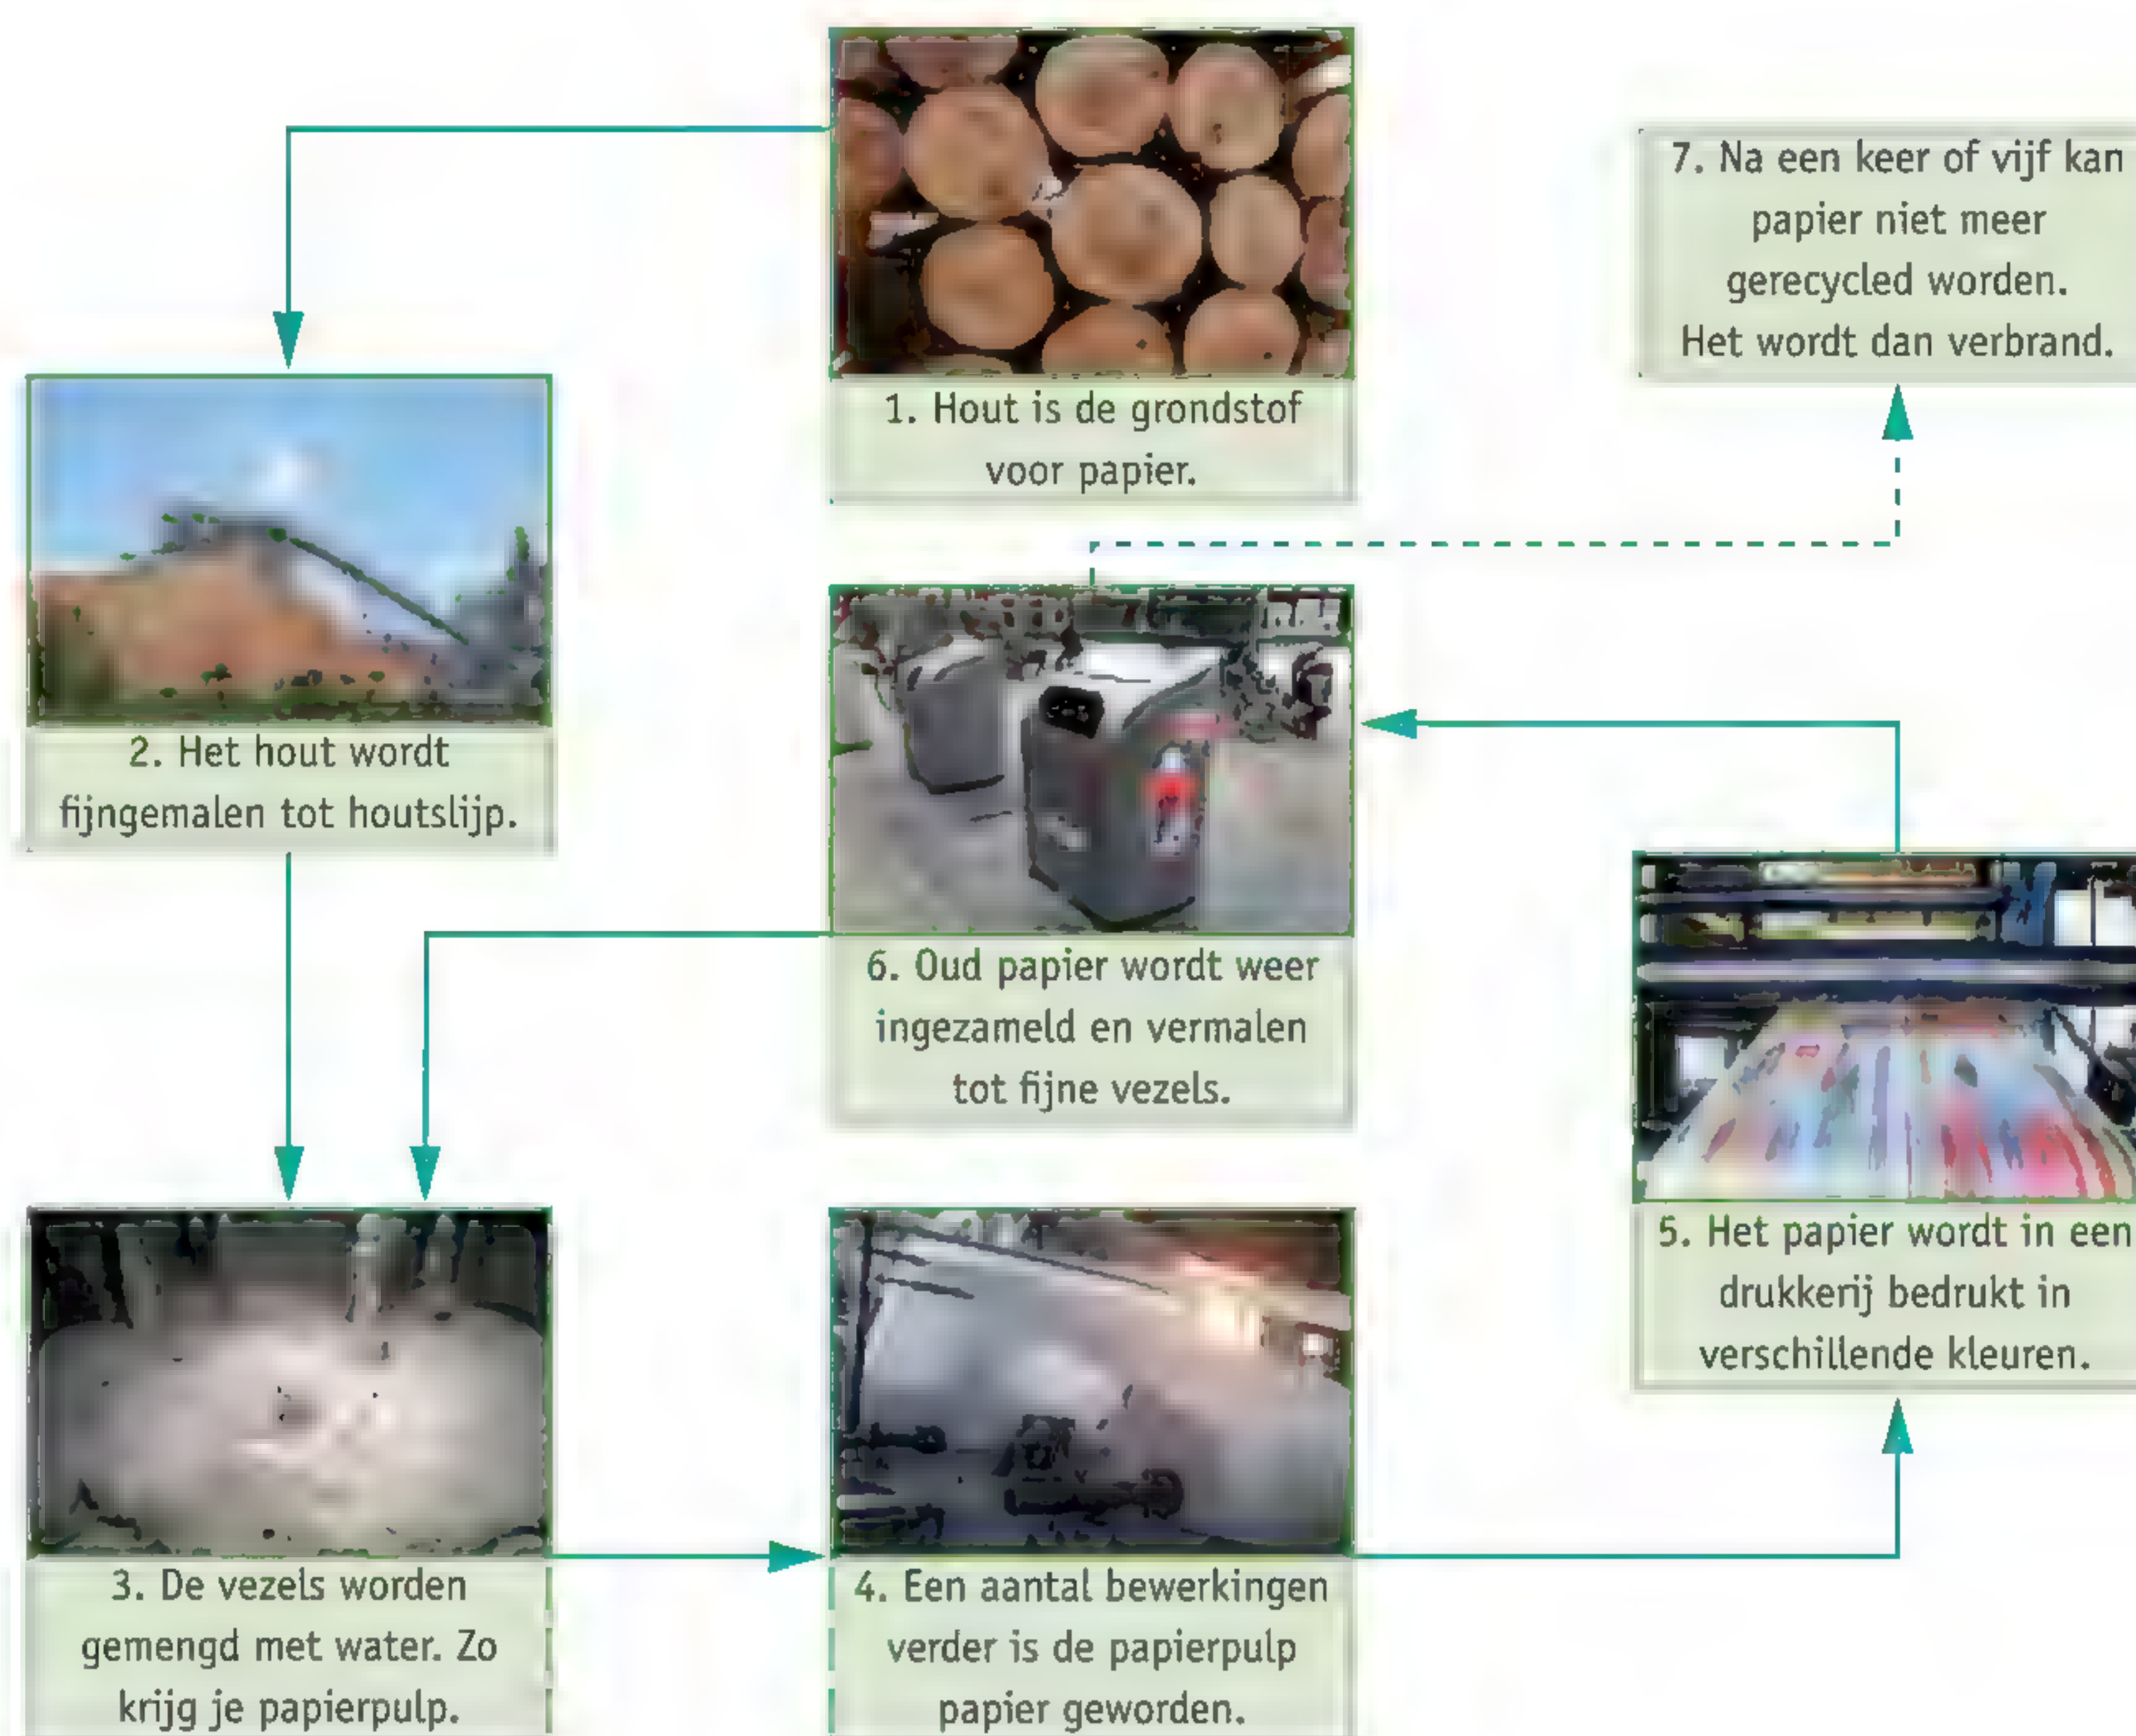 1. Hout is de grondstof
voor papier.
2. Het hout wordt
fijngemalen tot houtslijp.
3. De vezels worden
gemengd met water. Zo
krijg je papierpulp.
4. Een aantal bewerkingen
verder is de papierpulp
papier geworden.
5. Het papier wordt in een
drukkerij bedrukt in
verschillende kleuren.
6. Oud papier wordt weer
ingezameld en vermalen
tot fijne vezels.
7. Na een keer of vijf kan
papier niet meer
gerecycled worden.
Het wordt dan verbrand.